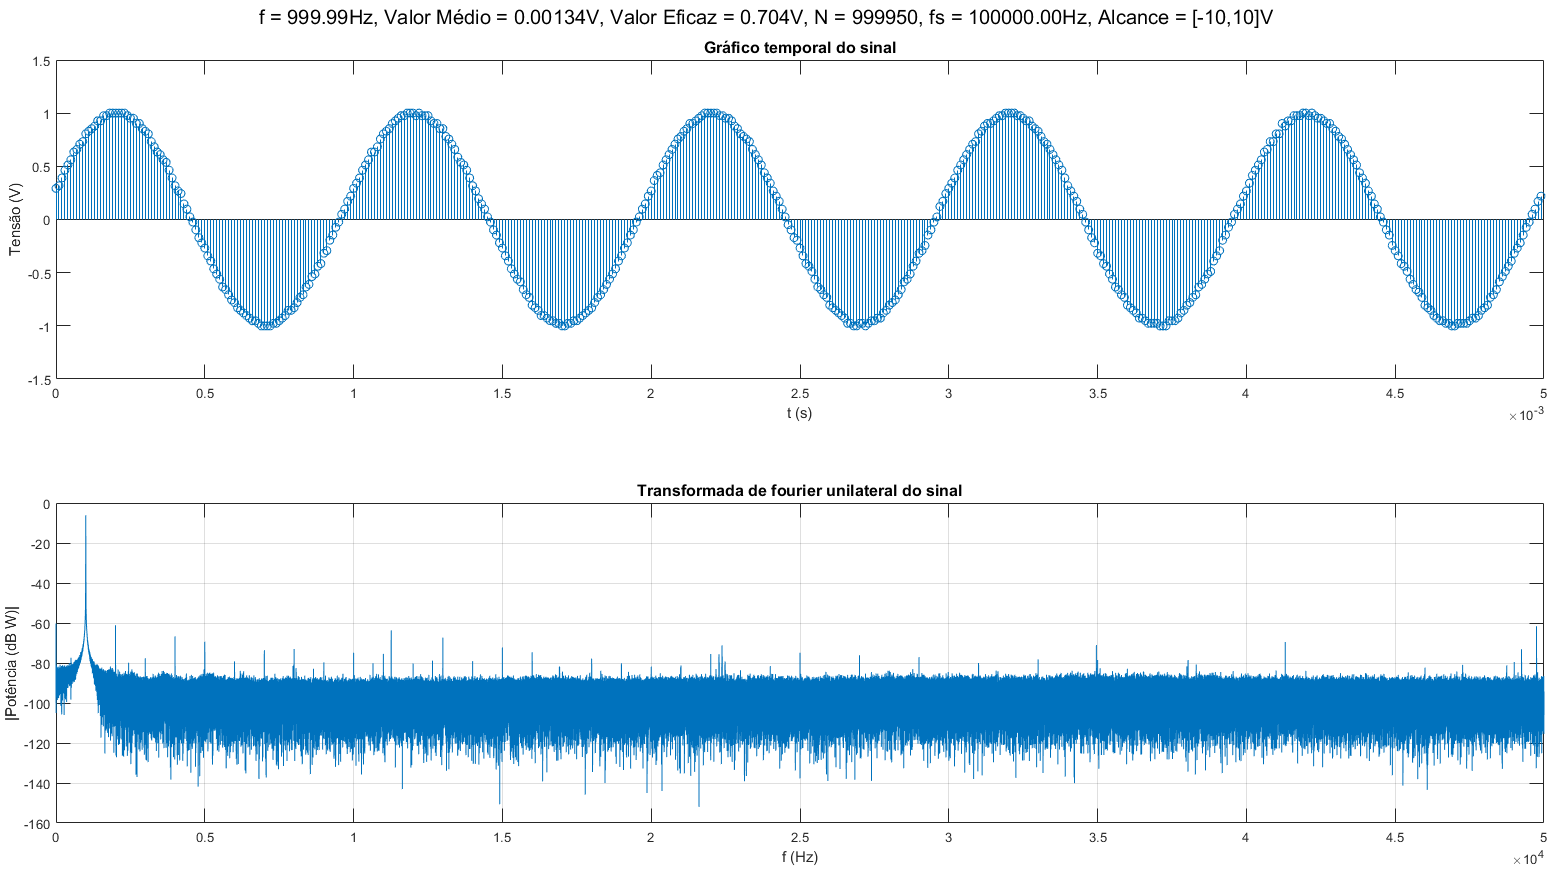 f = 999.99Hz, Valor Médio = 0.00134V, Valor Eficaz = 0.704V, N = 999950, fs = 100000.00Hz, Alcance = [-10,10]V
Gráfico temporal do sinal
1.5
1
0.5
0
-0.5
-1
-1.5
Tensão (V)
0 0.5 1 1.5 2 2.5 3 3.5 4 4.5 5
t (s)
×10-3
Transformada de fourier unilateral do sinal
0
-20
-40
-60
-80
-100
-120
-140
-160
|Potência (dB W)|
0 0.5 1 1.5 2 2.5 3 3.5 4 4.5 5
f (Hz)
×104